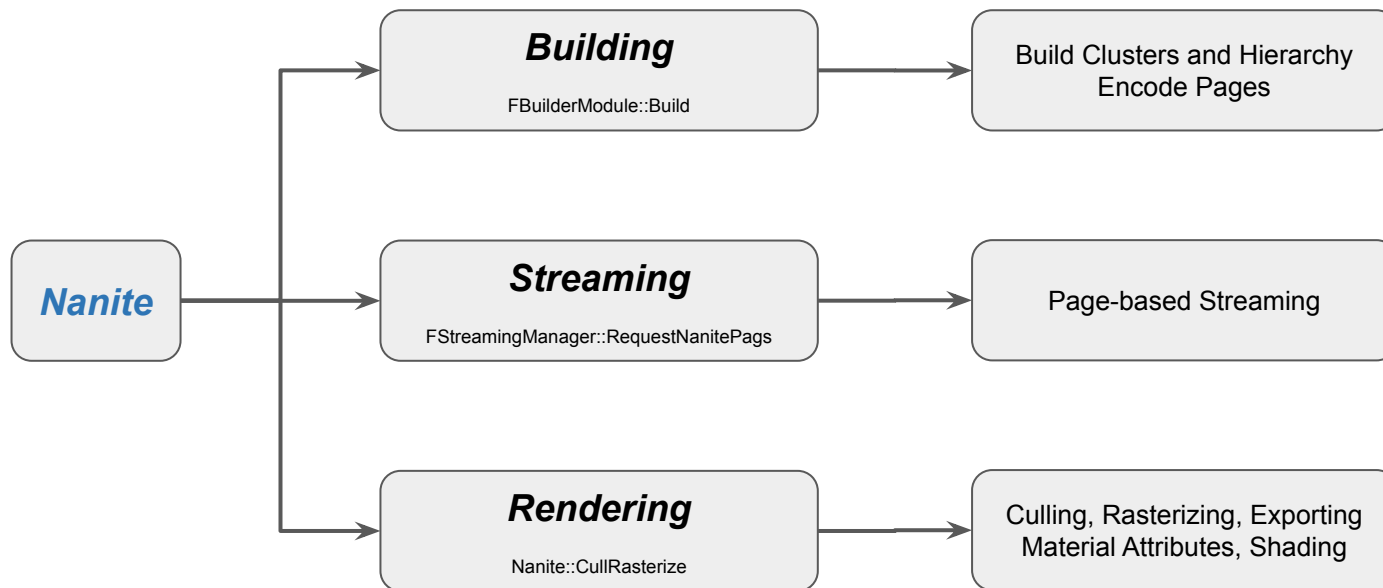 Building
FBuilderModule::Build
Build Clusters and Hierarchy
Encode Pages
Nanite
Streaming
FStreamingManager::RequestNanitePags
Page-based Streaming
Rendering
Nanite::CullRasterize
Culling, Rasterizing, Exporting
Material Attributes, Shading